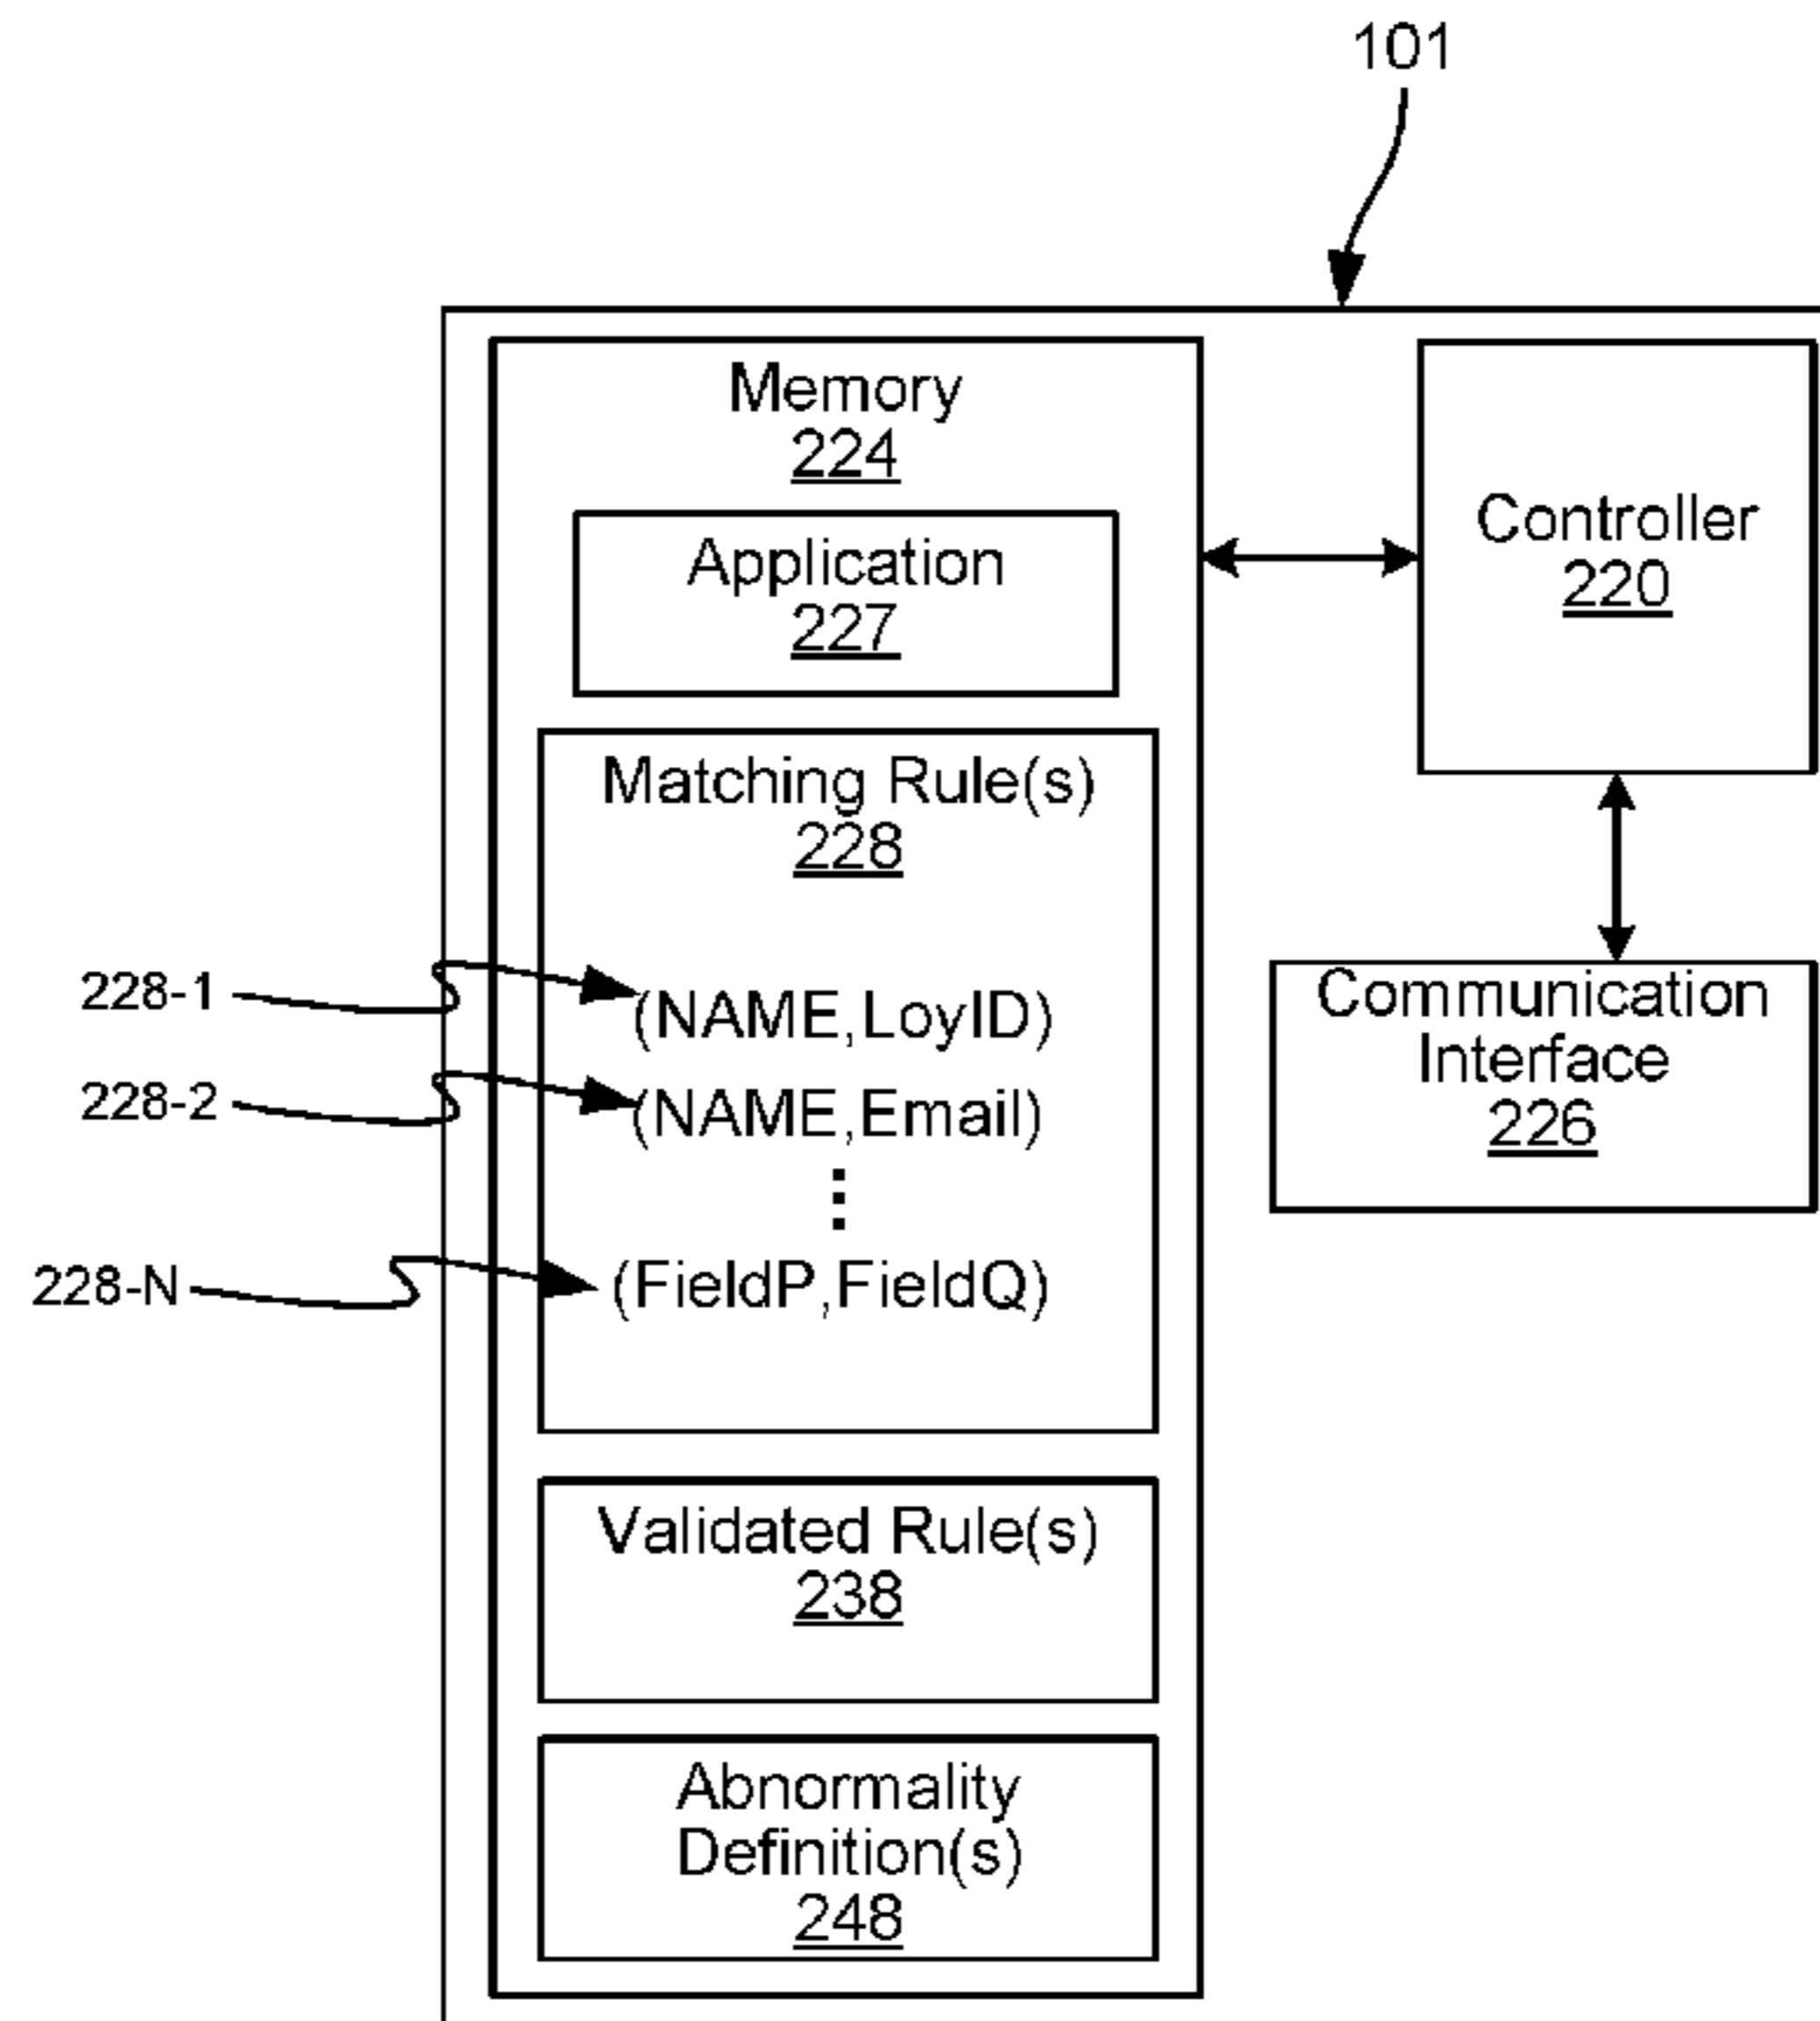 101
Memory
224
Application
227
Matching Rule(s)
228
228-1
(NAME,LoyID)
228-2
(NAME,Email)
228-N
(FieldP,FieldQ)
Validated Rule(s)
238
Abnormality
Definition(s)
248
Controller
220
Communication
Interface
226